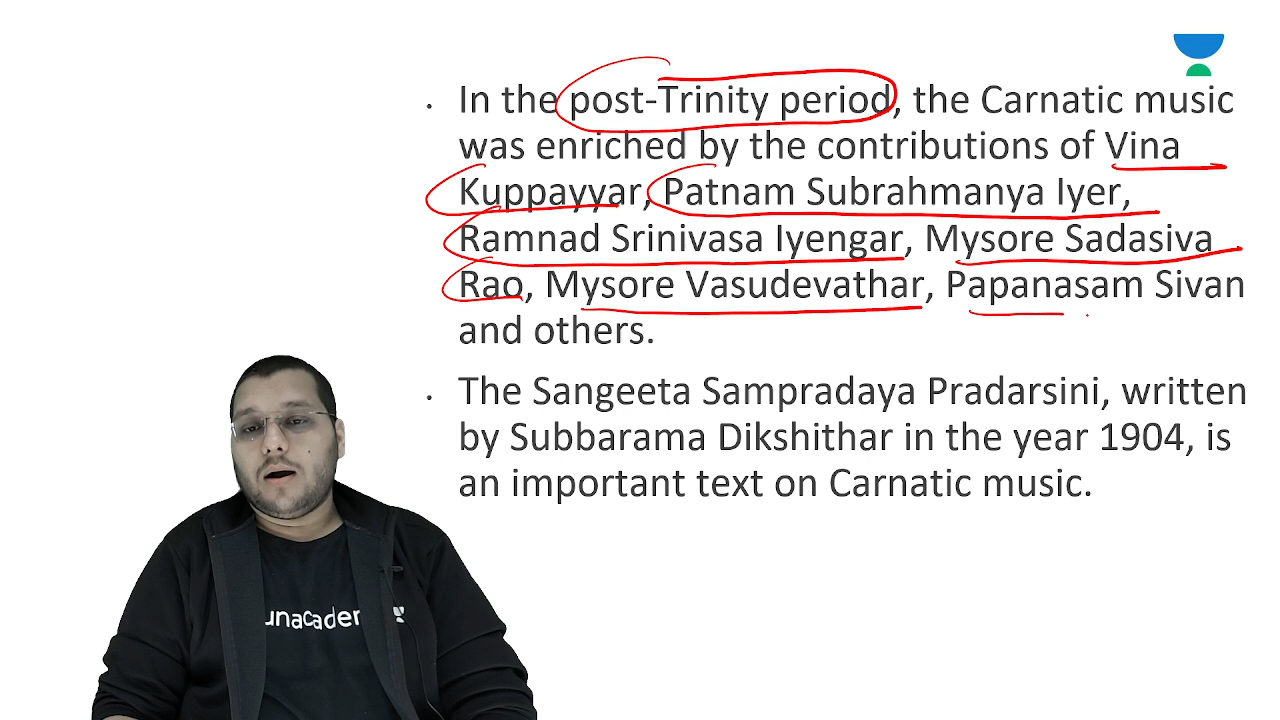 In the post-Trinity period, the Carnatic music
was enriched by the contributions of Vina
Kuppayyar, Patnam Subrahmanya Iyer,
Ramnad Srinivasa Iyengar, Mysore Sadasiva
Rao, Mysore Vasudevathar, Papanasam Sivan
and others.
The Sangeeta Sampradaya Pradarsini, written
by Subbarama Dikshithar in the year 1904, is
an important text on Carnatic music.
unacadem